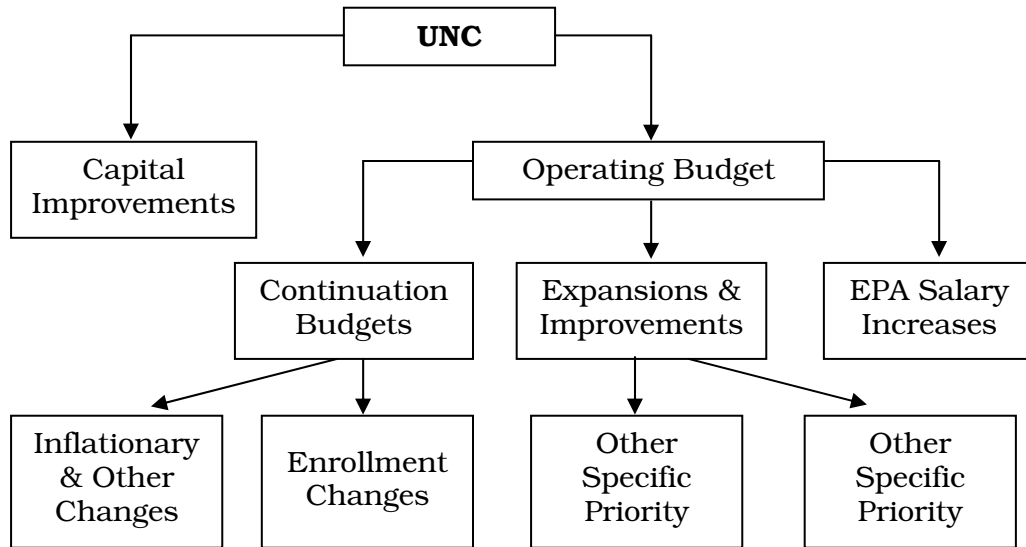 UNC
Capital
Improvements
Operating Budget
Continuation
Budgets
Expansions &
Improvements
EPA Salary
Increases
Inflationary
& Other
Changes
Enrollment
Changes
Other
Specific
Priority
Other
Specific
Priority